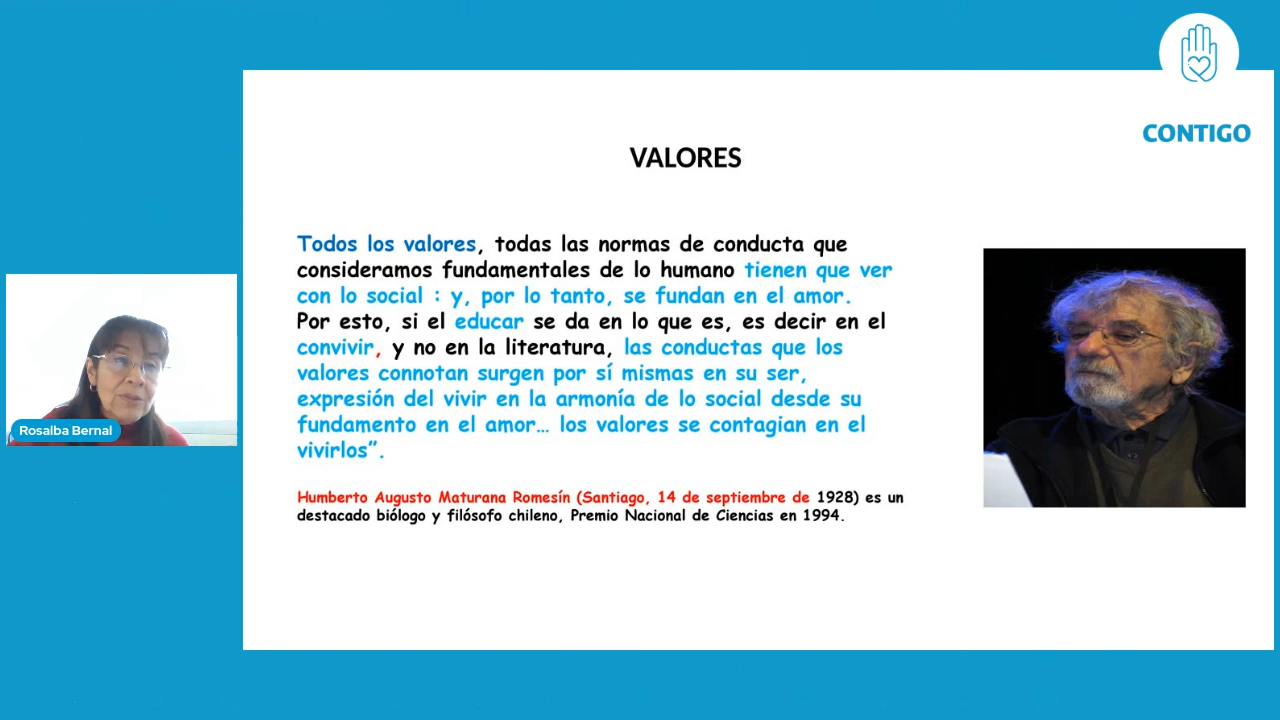 CONTIGO
VALORES
Todos los valores, todas las normas de conducta que
consideramos fundamentales de lo humano tienen que ver
con lo social : y, por lo tanto, se fundan en el amor.
Por esto, si el educar se da en lo que es, es decir en el
convivir, y no en la literatura, las conductas que los
valores connotan surgen por sí mismas en su ser,
expresión del vivir en la armonía de lo social desde su
fundamento en el amor… los valores se contagian en el
vivirlos”.
Humberto Augusto Maturana Romesín (Santiago, 14 de septiembre de 1928) es un
destacado biólogo y filósofo chileno, Premio Nacional de Ciencias en 1994.
Rosalba Bernal